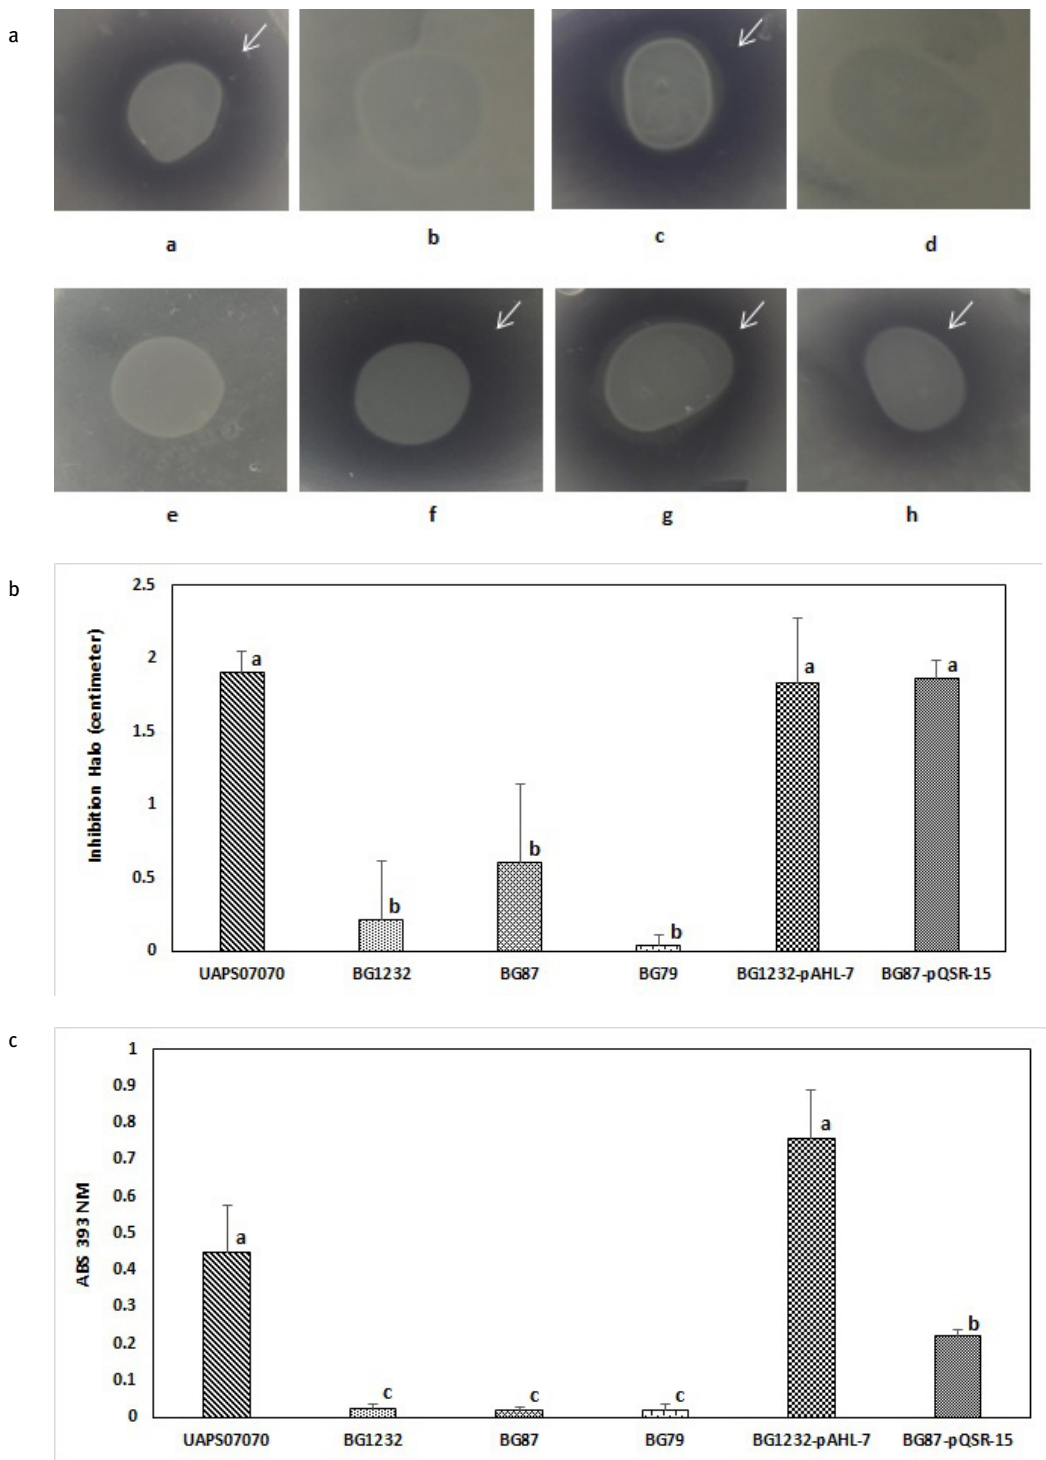 a
a b c d
e f g h
b
Inhibition Halo (centimeter)
2.5
2
1.5
1
0.5
0
a
b
b
b
a
a
UAPS07070 BG1232 BG87 BG79 BG1232-pAHL-7 BG87-pQSR-15
c
ABS 393 NM
1
0.9
0.8
0.7
0.6
0.5
0.4
0.3
0.2
0.1
0
a
c
c
c
a
b
UAPS07070 BG1232 BG87 BG79 BG1232-pAHL-7 BG87-pQSR-15